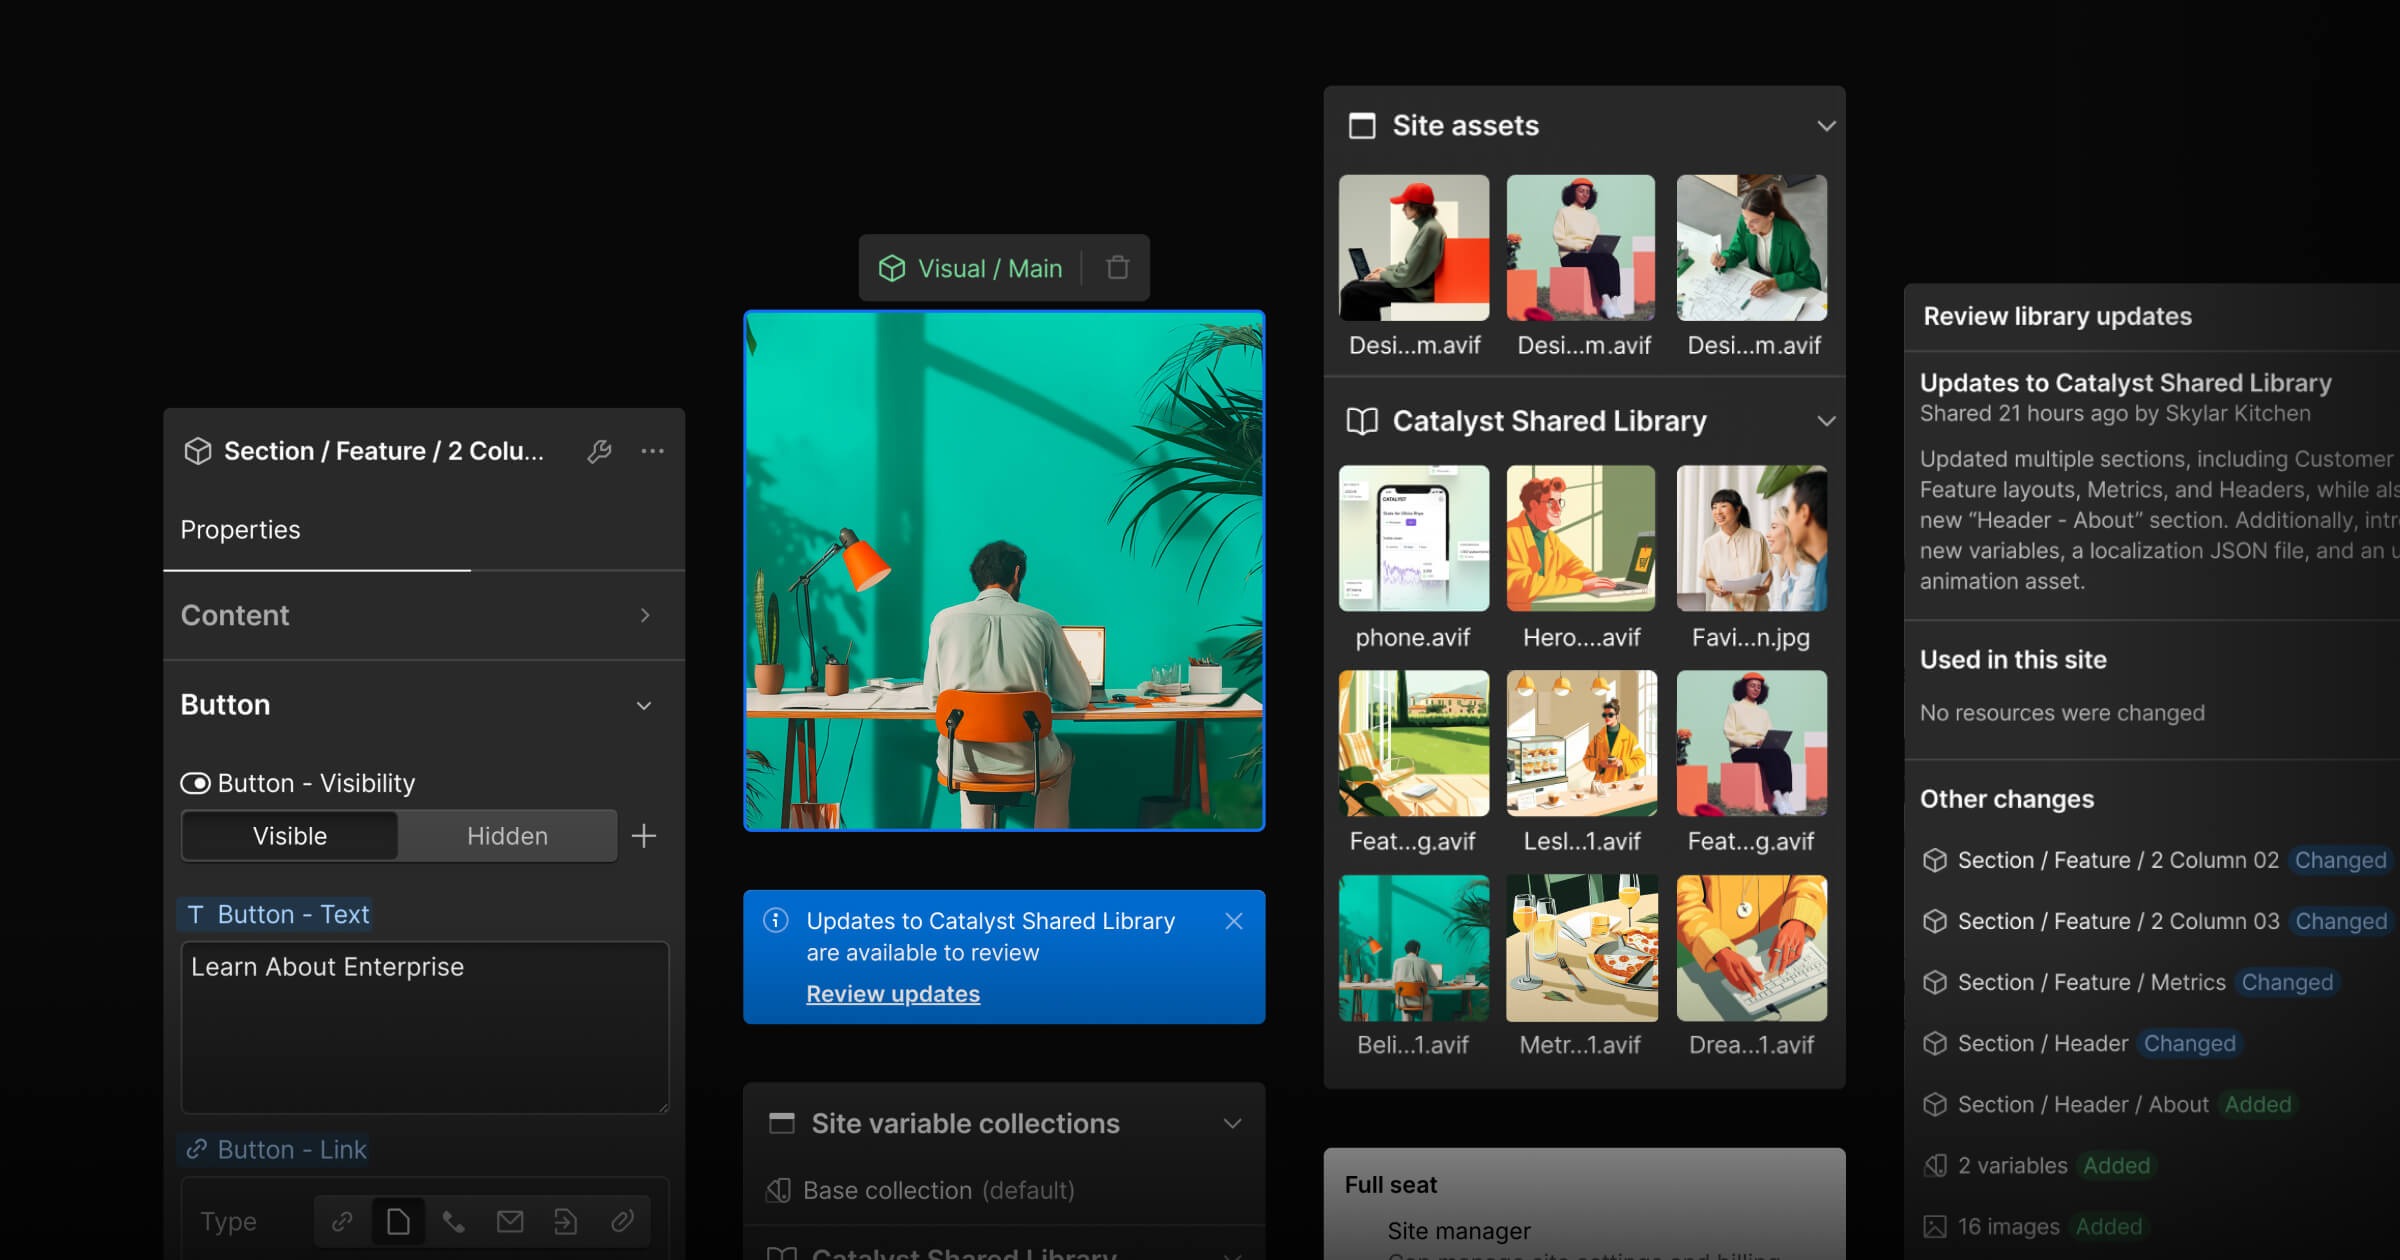 Section / Feature / 2 Colu...
Properties
Content
Button
Button - Visibility
Visible
Hidden
Button - Text
Learn About Enterprise
Button - Link
Type
Visual / Main
Updates to Catalyst Shared Library
are available to review
Review updates
Site variable collections
Base collection (default)
Catalyst Shared Library
Site assets
Desi...m.avif
Desi...m.avif
Desi...m.avif
Catalyst Shared Library
CATALYST
phone.avif
Hero....avif
Favi...n.jpg
Feat...g.avif
Lesl...1.avif
Feat...g.avif
Beli...1.avif
Metr...1.avif
Drea...1.avif
Full seat
Site manager
Can manage site settings and billing
Review library updates
Updates to Catalyst Shared Library
Shared 21 hours ago by Skylar Kitchen
Updated multiple sections, including Customer
Feature layouts, Metrics, and Headers, while
new “Header - About” section. Additionally,
new variables, a localization JSON file, and an
animation asset.
Used in this site
No resources were changed
Other changes
Section / Feature / 2 Column 02 Changed
Section / Feature / 2 Column 03 Changed
Section / Feature / Metrics Changed
Section / Header Changed
Section / Header / About Added
2 variables Added
16 images Added